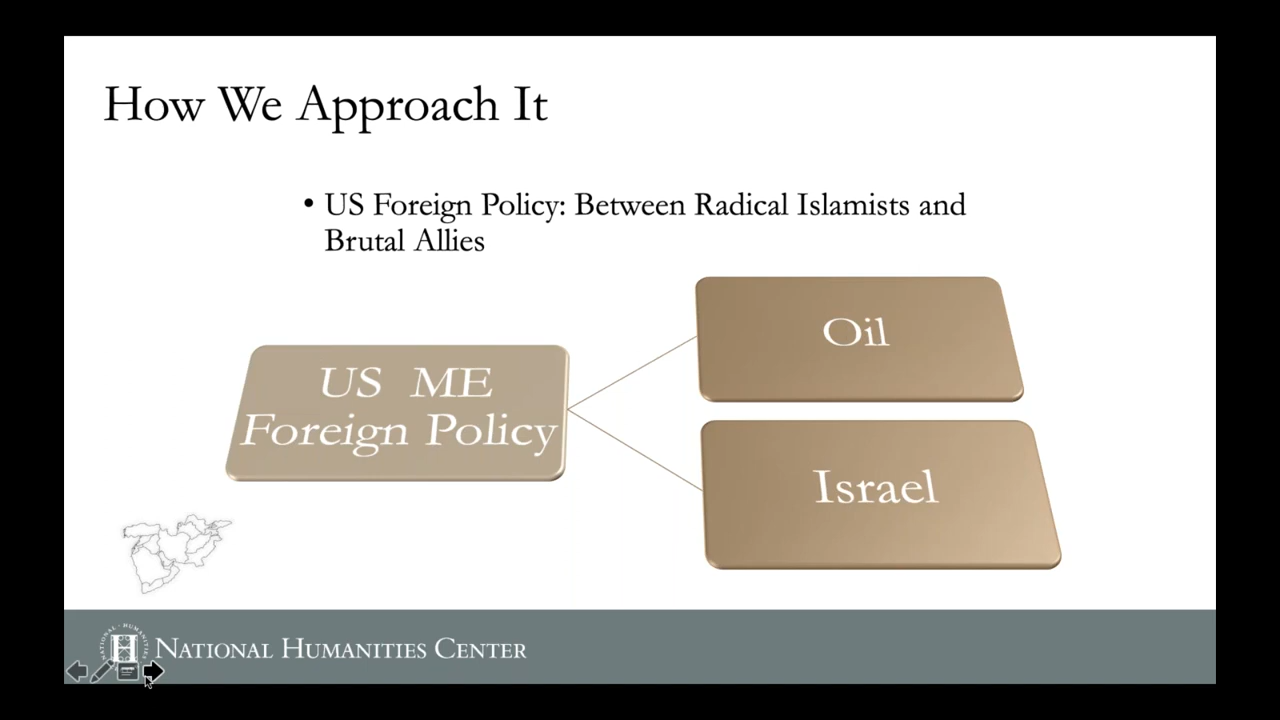 How We Approach It
• US Foreign Policy: Between Radical Islamists and
Brutal Allies
US ME
Foreign Policy
Oil
Israel
NATIONAL HUMANITIES CENTER